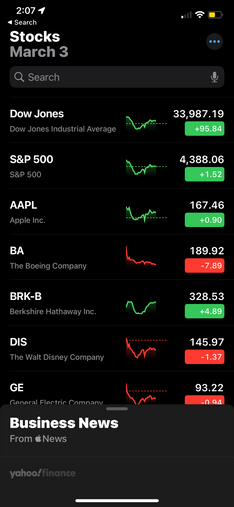 2:07
Search
Stocks
March 3
Search
Dow Jones
33,987.19
Dow Jones Industrial Average
+95.84
S&P 500
4,388.06
S&P 500
+1.52
AAPL
167.46
Apple Inc.
+0.90
BA
189.92
The Boeing Company
-7.89
BRK-B
328.53
Berkshire Hathaway Inc.
+4.89
DIS
145.97
The Walt Disney Company
-1.37
GE
93.22
General Electric Company
-0.94
Business News
From News
yahoo!finance